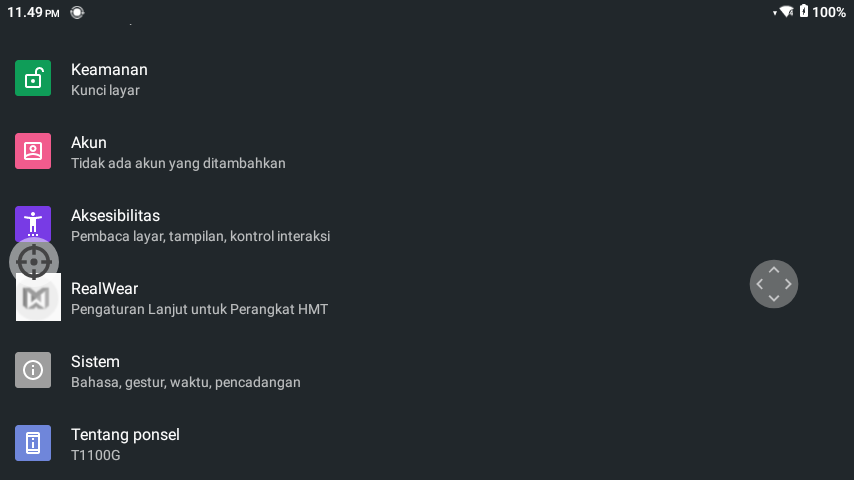 11.49 PM
100%
Keamanan
Kunci layar
Akun
Tidak ada akun yang ditambahkan
Aksesibilitas
Pembaca layar, tampilan, kontrol interaksi
RealWear
Pengaturan Lanjut untuk Perangkat HMT
Sistem
Bahasa, gestur, waktu, pencadangan
Tentang ponsel
T1100G